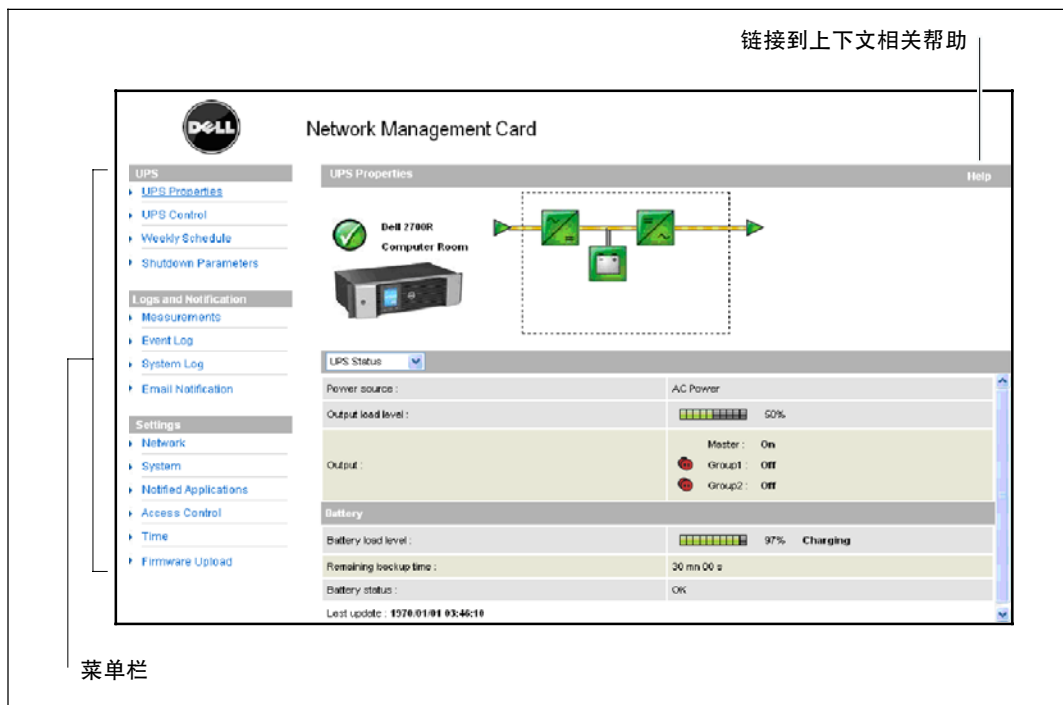 链接到上下文相关帮助
DELL
Network Management Card
UPS
UPS Properties
UPS Control
Weekly Schedule
Shutdown Parameters
Logs and Notification
Measurements
Event Log
System Log
Email Notification
Settings
Network
System
Notified Applications
Access Control
Time
Firmware Upload
UPS Properties Help
Dell 2700R
Computer Room
UPS Status
Power source : AC Power
Output load level : 50%
Output :
Master : On
Group1 : Off
Group2 : Off
Battery
Battery load level : 97% Charging
Remaining backup time : 30 mn 00 s
Battery status : OK
Last update : 1970/01/01 03:46:10
菜单栏